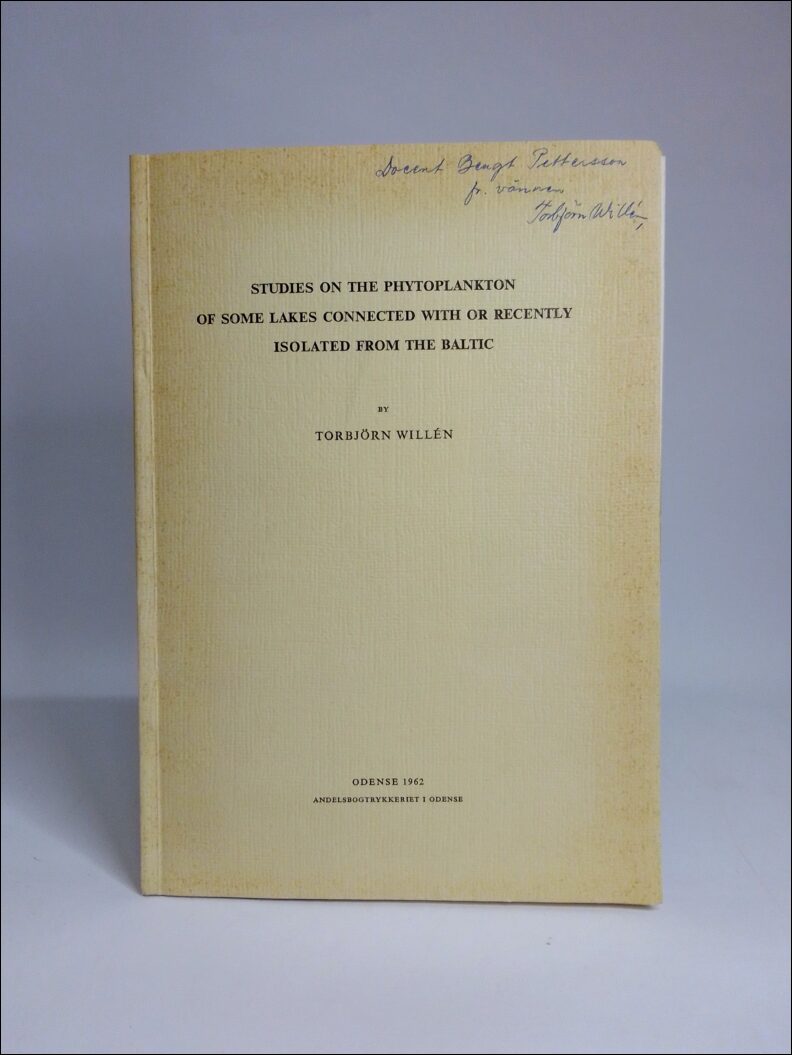 Docent Bengt Pettersson
fr. vännen
Torbjörn Willén,
STUDIES ON THE PHYTOPLANKTON
OF SOME LAKES CONNECTED WITH OR RECENTLY
ISOLATED FROM THE BALTIC
BY
TORBJÖRN WILLÉN
ODENSE 1962
ANDELSBOGTRYKKERIET I ODENSE